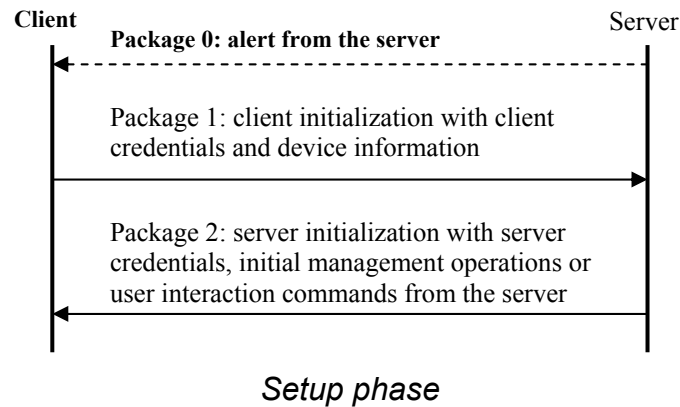 Client
Server
Package 0: alert from the server
Package 1: client initialization with client
credentials and device information
Package 2: server initialization with server
credentials, initial management operations or
user interaction commands from the server
Setup phase